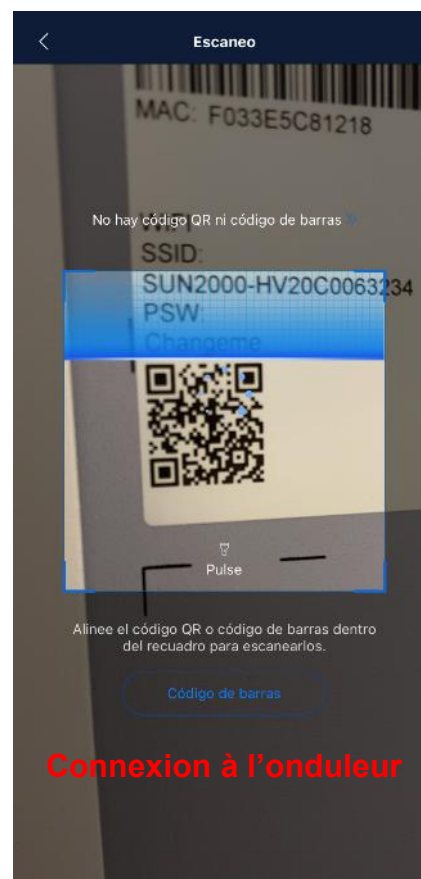 Escaneo
MAC: F033E5C81218
No hay código QR ni código de barras
WIFI
SSID:
SUN2000-HV20C0063234
PSW:
Changeme
Pulse
Alinee el código QR o código de barras dentro
del recuadro para escanearlos.
Código de barras
Connexion à l'onduleur